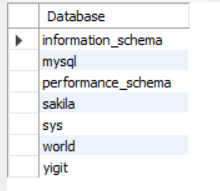 Database
information_schema
mysql
performance_schema
sakila
sys
world
yigit